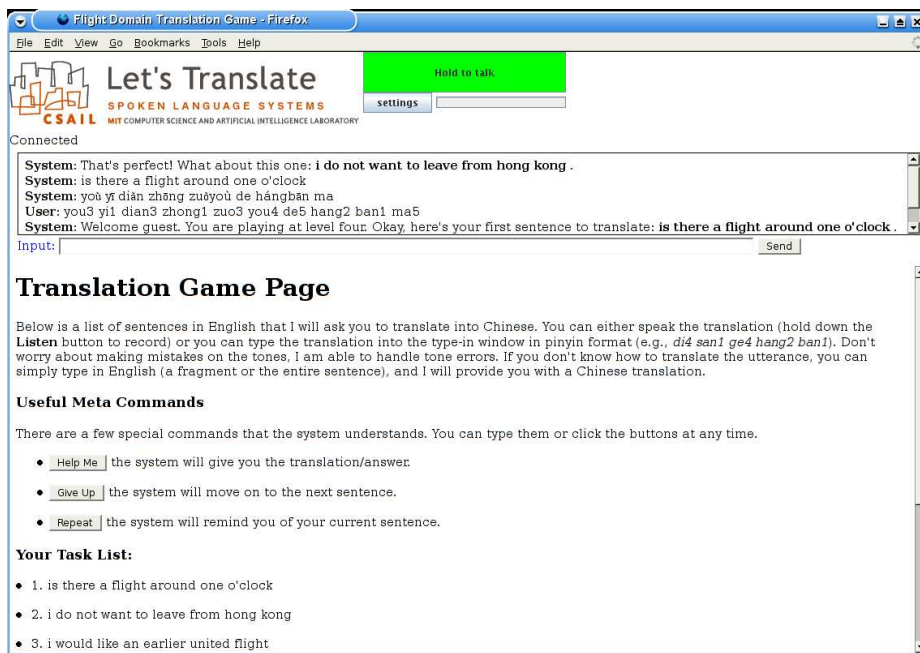 Flight Domain Translation Game - Firefox
File Edit View Go Bookmarks Tools Help
Let's Translate
SPOKEN LANGUAGE SYSTEMS
CSAIL MIT COMPUTER SCIENCE AND ARTIFICIAL INTELLIGENCE LABORATORY
Hold to talk
settings
Connected
System: That's perfect! What about this one: i do not want to leave from hong kong .
System: is there a flight around one o'clock
System: yoù yī diǎn zhōng zuǒyoù de hángbān ma
User: you3 yi1 dian3 zhong1 zuo3 you4 de5 hang2 ban1 ma5
System: Welcome guest. You are playing at level four. Okay, here's your first sentence to translate: is there a flight around one o'clock .
Input: Send
Translation Game Page
Below is a list of sentences in English that I will ask you to translate into Chinese. You can either speak the translation (hold down the
Listen button to record) or you can type the translation into the type-in window in pinyin format (e.g., di4 san1 ge4 hang2 ban1). Don't
worry about making mistakes on the tones, I am able to handle tone errors. If you don't know how to translate the utterance, you can
simply type in English (a fragment or the entire sentence), and I will provide you with a Chinese translation.
Useful Meta Commands
There are a few special commands that the system understands. You can type them or click the buttons at any time.
• Help Me the system will give you the translation/answer.
• Give Up the system will move on to the next sentence.
• Repeat the system will remind you of your current sentence.
Your Task List:
• 1. is there a flight around one o'clock
• 2. i do not want to leave from hong kong
• 3. i would like an earlier united flight